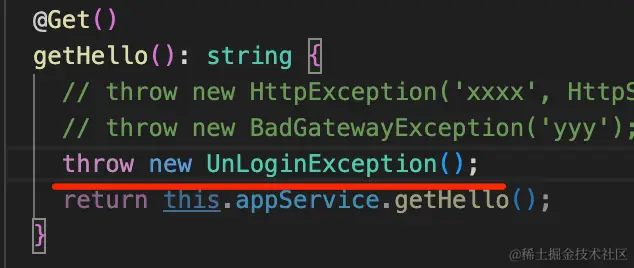 @Get()
getHello(): string {
// throw new HttpException('xxxx', HttpS
// throw new BadGatewayException('yyy');
throw new UnLoginException();
return this.appService.getHello();
}
@稀土掘金技术社区